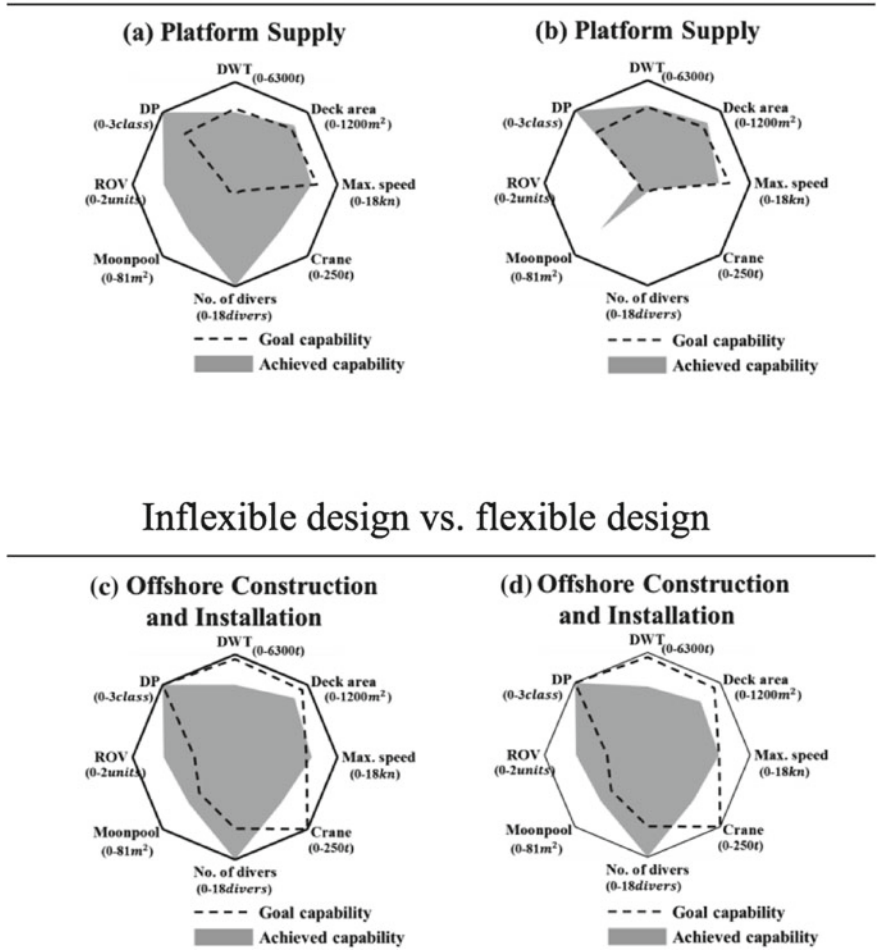 (a) Platform Supply
DWT
(0-6300t)
DP
(0-3class)
Deck area
(0-1200m²)
ROV
(0-2units)
Max. speed
(0-18kn)
Moonpool
(0-81m²)
Crane
(0-250t)
No. of divers
(0-18divers)
Goal capability
Achieved capability
(b) Platform Supply
DWT
(0-6300t)
DP
(0-3class)
Deck area
(0-1200m²)
ROV
(0-2units)
Max. speed
(0-18kn)
Moonpool
(0-81m²)
Crane
(0-250t)
No. of divers
(0-18divers)
Goal capability
Achieved capability
Inflexible design vs. flexible design
(c) Offshore Construction
and Installation
DWT
(0-6300t)
DP
(0-3class)
Deck area
(0-1200m²)
ROV
(0-2units)
Max. speed
(0-18kn)
Moonpool
(0-81m²)
Crane
(0-250t)
No. of divers
(0-18divers)
Goal capability
Achieved capability
(d) Offshore Construction
and Installation
DWT
(0-6300t)
DP
(0-3class)
Deck area
(0-1200m²)
ROV
(0-2units)
Max. speed
(0-18kn)
Moonpool
(0-81m²)
Crane
(0-250t)
No. of divers
(0-18divers)
Goal capability
Achieved capability